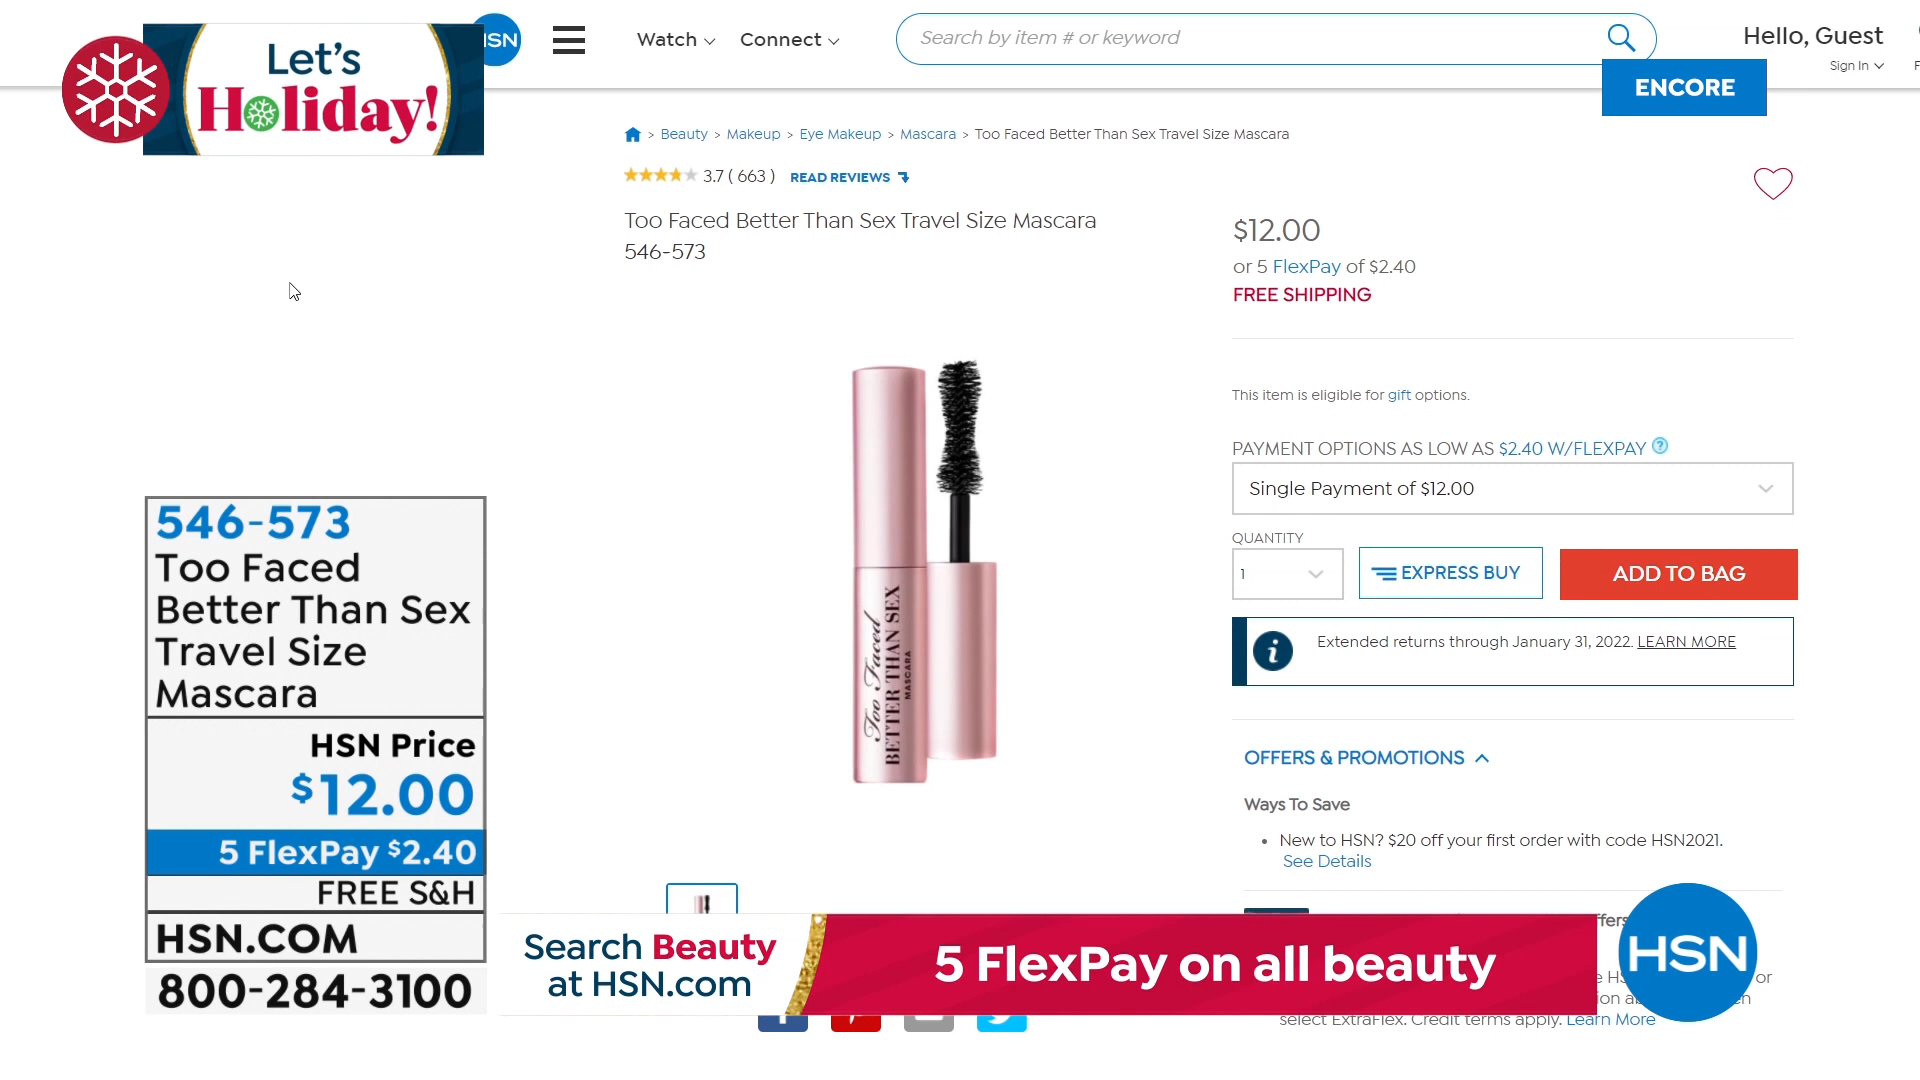 Let's
Holiday!
HSN
Watch
Connect
Search by item # or keyword
Hello, Guest
Sign In
ENCORE
> Beauty > Makeup > Eye Makeup > Mascara > Too Faced Better Than Sex Travel Size Mascara
3.7 ( 663 ) READ REVIEWS
Too Faced Better Than Sex Travel Size Mascara
546-573
$12.00
or 5 FlexPay of $2.40
FREE SHIPPING
This item is eligible for gift options.
PAYMENT OPTIONS AS LOW AS $2.40 W/FLEXPAY ?
Single Payment of $12.00
QUANTITY
1
EXPRESS BUY
ADD TO BAG
i
Extended returns through January 31, 2022. LEARN MORE
OFFERS & PROMOTIONS
Ways To Save
• New to HSN? $20 off your first order with code HSN2021.
See Details
select ExtraFlex. Credit terms apply. Learn More
Too Faced
BETTER THAN SEX
MASCARA
546-573
Too Faced
Better Than Sex
Travel Size
Mascara
HSN Price
$12.00
5 FlexPay $2.40
FREE S&H
HSN.COM
800-284-3100
Search Beauty
at HSN.com
5 FlexPay on all beauty
HSN